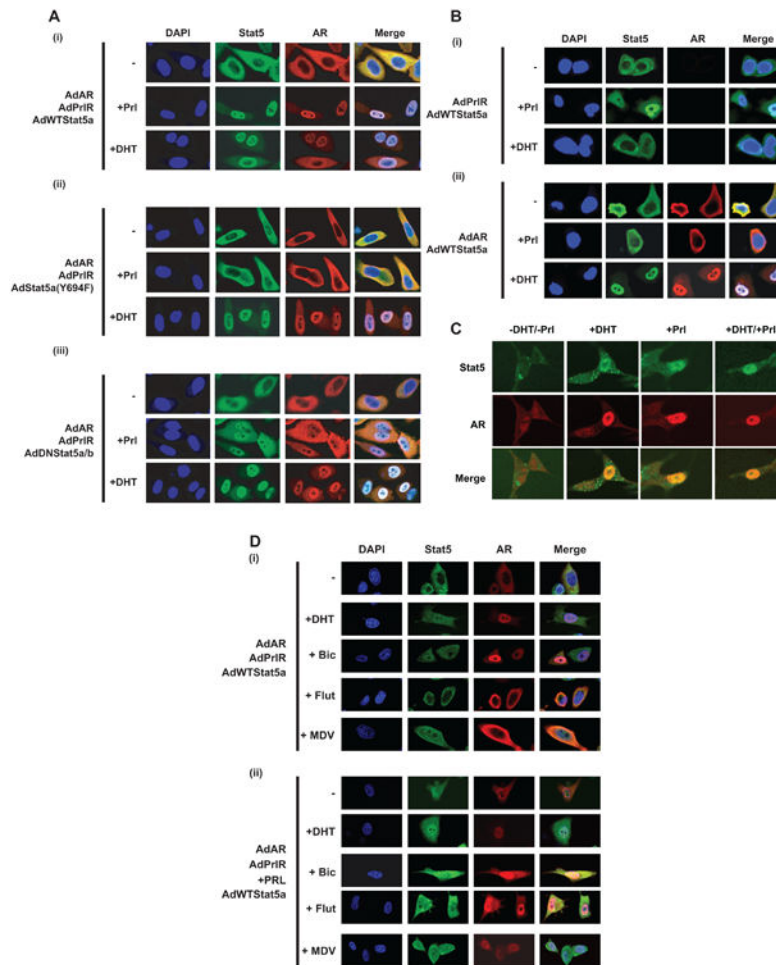 A
(i)
DAPI Stat5 AR Merge
-
AdAR
AdPrlR
AdWTStat5a
+Prl
+DHT
(ii)
-
AdAR
AdPrlR
AdStat5a(Y694F)
+Prl
+DHT
(iii)
-
AdAR
AdPrlR
AdDNStat5a/b
+Prl
+DHT
B
(i)
DAPI Stat5 AR Merge
-
AdPrlR
AdWTStat5a
+Prl
+DHT
(ii)
-
AdAR
AdWTStat5a
+Prl
+DHT
C
-DHT/-Prl +DHT +Prl +DHT/+Prl
Stat5
AR
Merge
D
(i)
DAPI Stat5 AR Merge
-
+DHT
AdAR
AdPrlR
AdWTStat5a
+ Bic
+ Flut
+ MDV
(ii)
-
+DHT
AdAR
AdPrlR
+PRL
AdWTStat5a
+ Bic
+ Flut
+ MDV